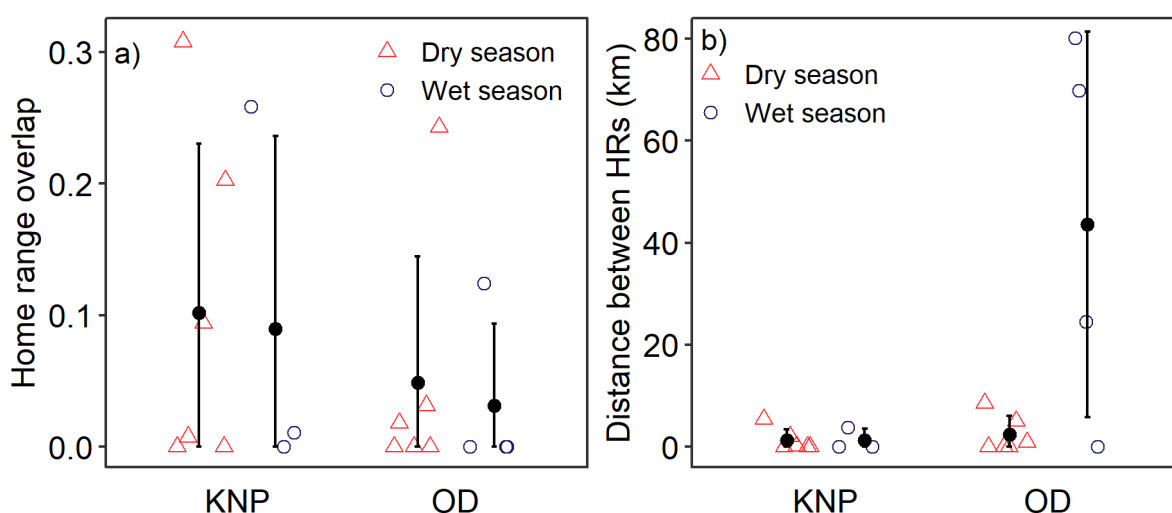 Home range overlap
a)
Dry season
Wet season
0.3
0.2
0.1
0.0
KNP
OD
Distance between HRs (km)
b)
Dry season
Wet season
80
60
40
20
0
KNP
OD